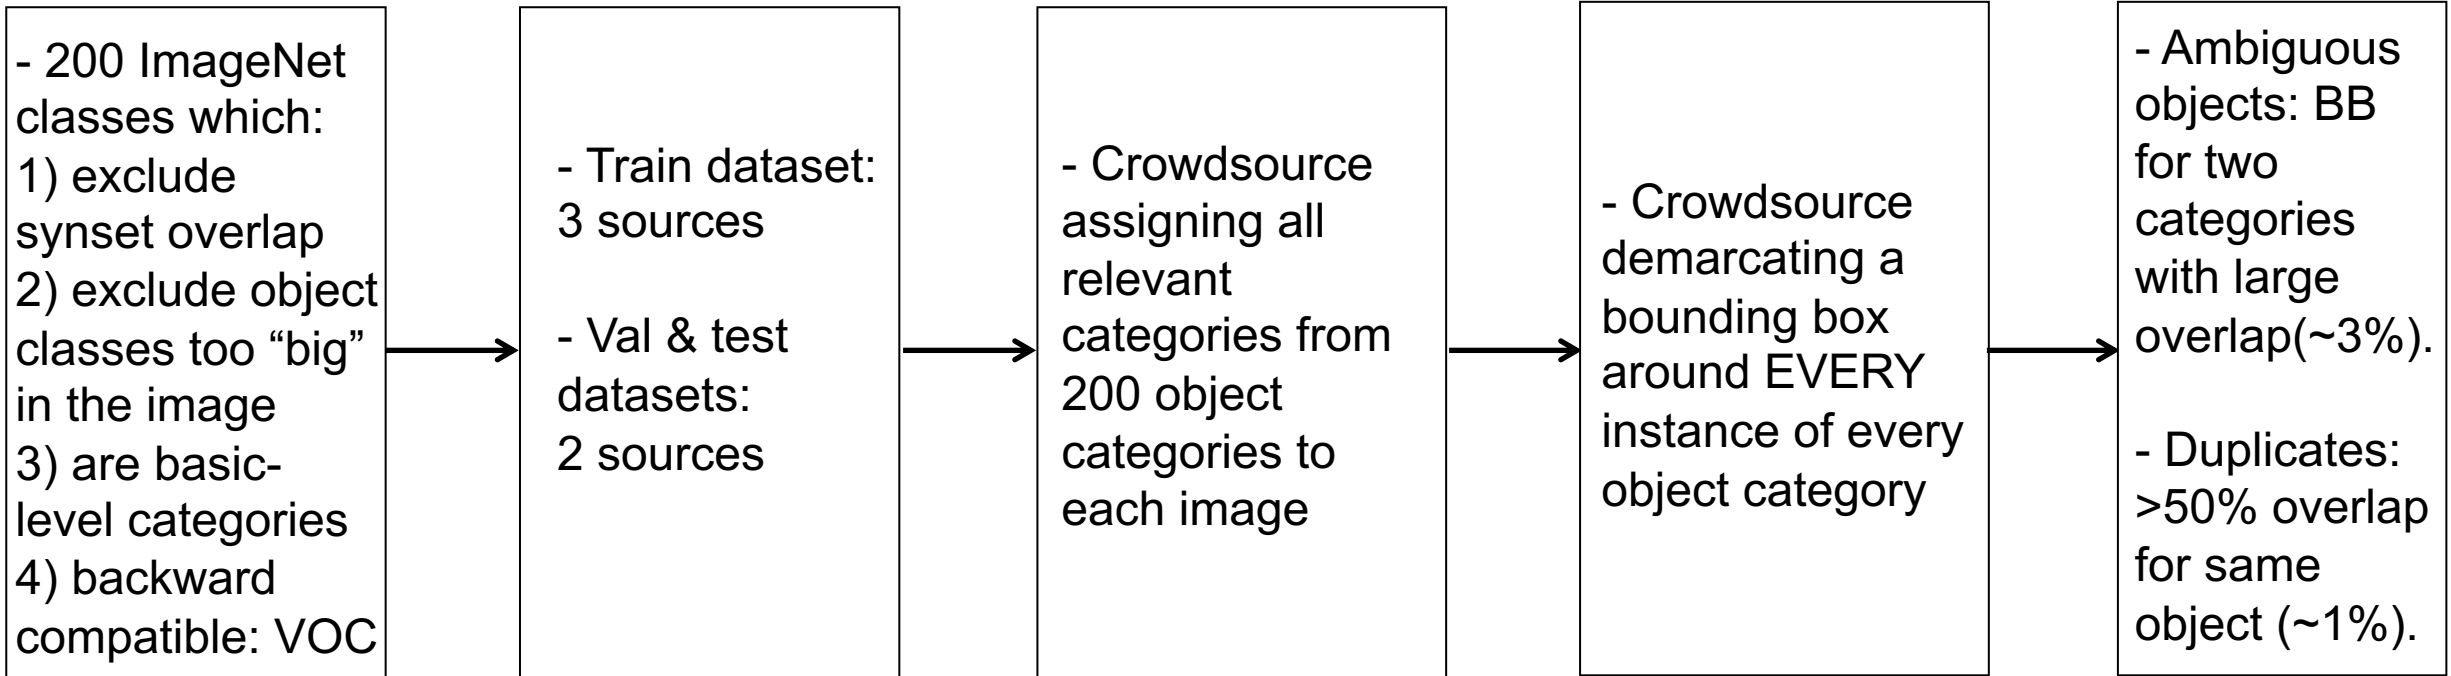 - 200 ImageNet
classes which:
1) exclude
synset overlap
2) exclude object
classes too “big”
in the image
3) are basic-
level categories
4) backward
compatible: VOC
- Train dataset:
3 sources
- Val & test
datasets:
2 sources
- Crowdsource
assigning all
relevant
categories from
200 object
categories to
each image
- Crowdsource
demarcating a
bounding box
around EVERY
instance of every
object category
- Ambiguous
objects: BB
for two
categories
with large
overlap(~3%).
- Duplicates:
>50% overlap
for same
object (~1%).